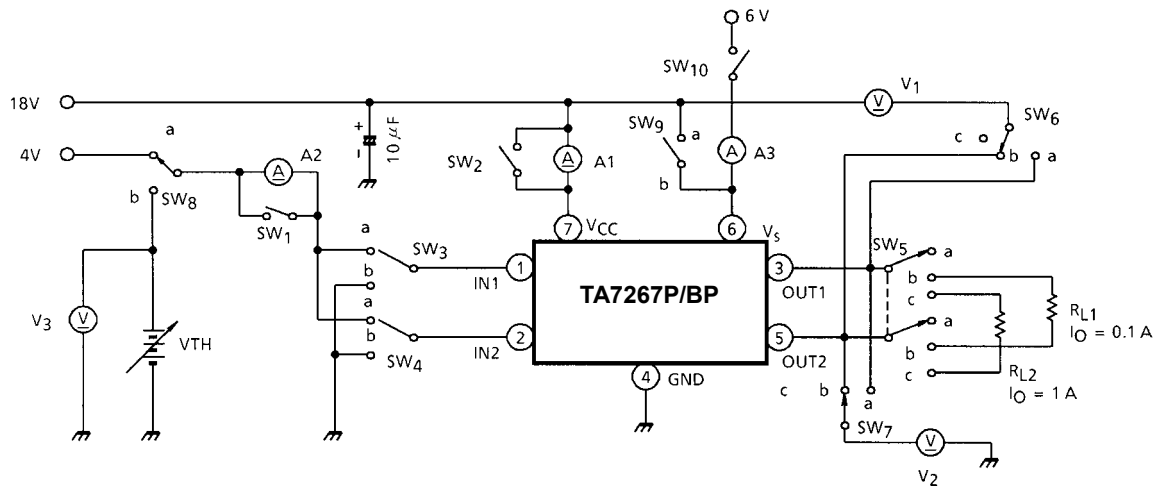 6 V
SW10
18V
V1
V
SW6
+
-
10 μF
a
SW9
a
c
4V
A2
A
SW2
A
A1
A
A3
b
a
b
SW8
b
SW1
7
VCC
6
VS
a
SW3
SW5
a
b
1
IN1
TA7267P/BP
3
OUT1
b
c
a
V3
V
VTH
b
2
IN2
5
OUT2
a
RL1
IO = 0.1 A
SW4
b
4
GND
c
b
a
c
RL2
IO = 1 A
SW7
V
V2